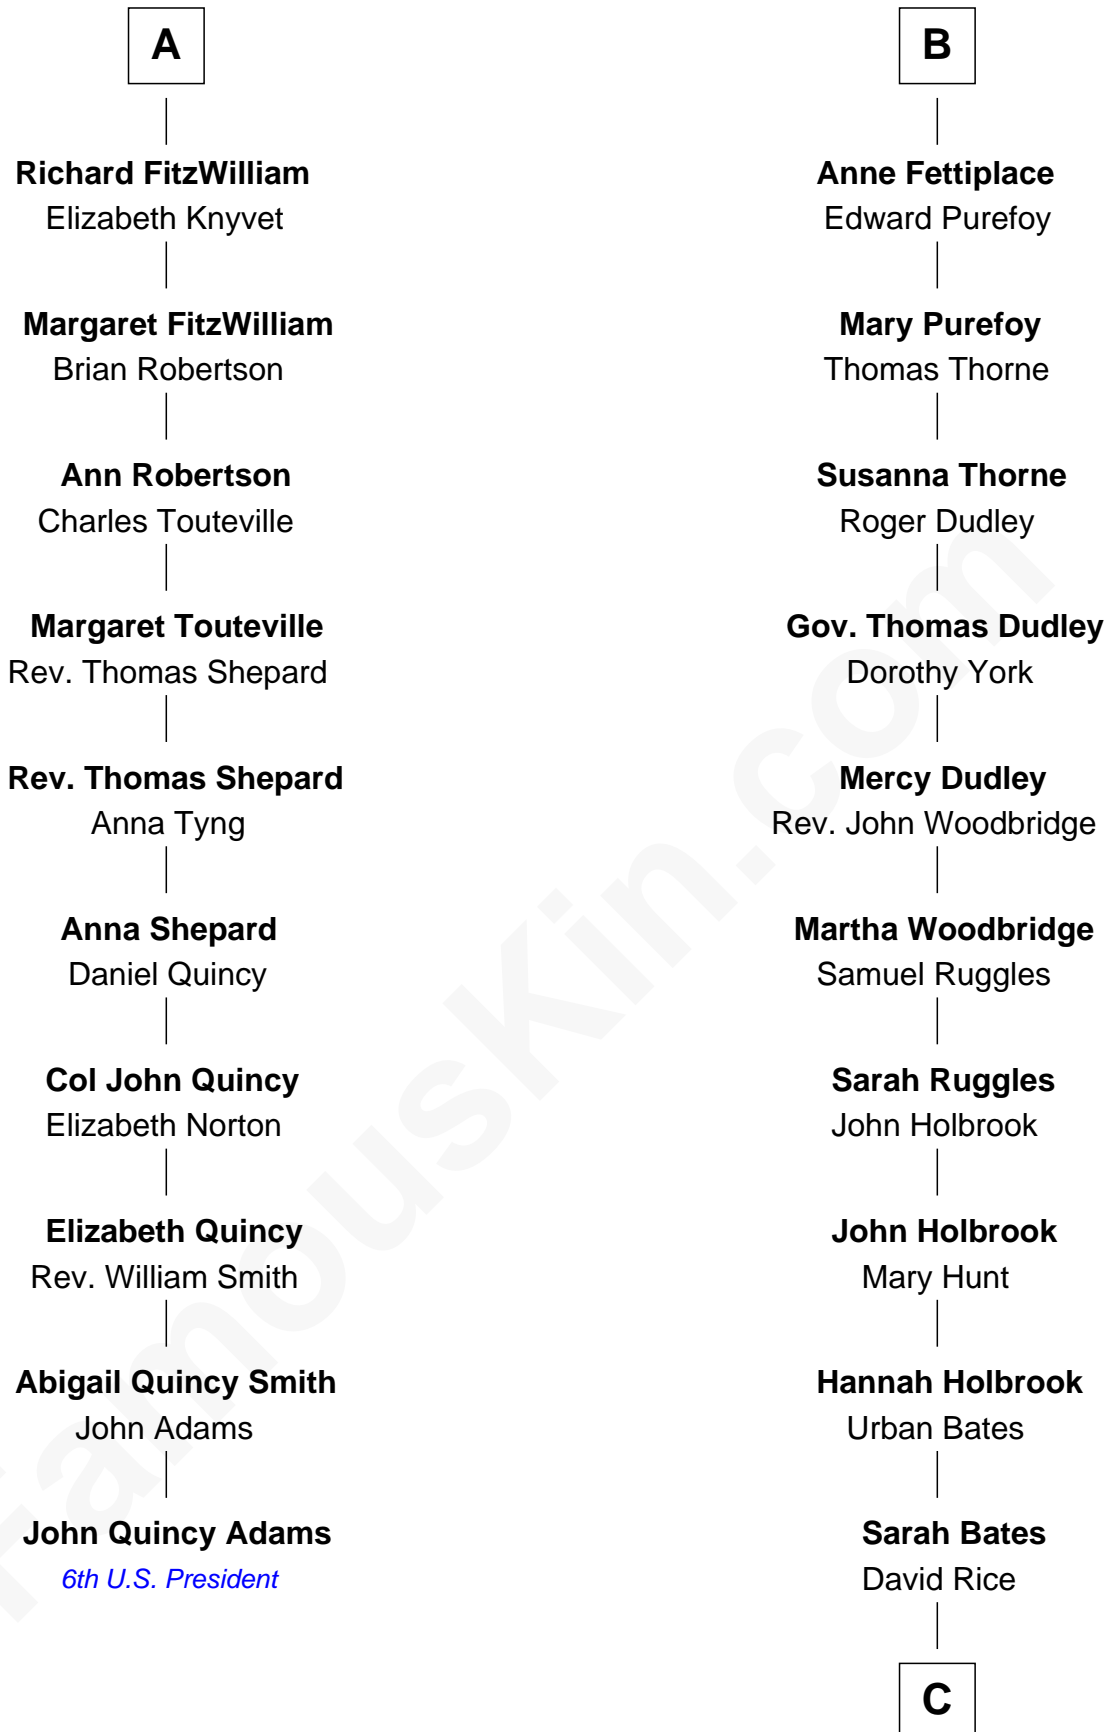 A
Richard FitzWilliam
Elizabeth Knyvet
Margaret FitzWilliam
Brian Robertson
Ann Robertson
Charles Touteville
Margaret Touteville
Rev. Thomas Shepard
Rev. Thomas Shepard
Anna Tyng
Anna Shepard
Daniel Quincy
Col John Quincy
Elizabeth Norton
Elizabeth Quincy
Rev. William Smith
Abigail Quincy Smith
John Adams
John Quincy Adams
6th U.S. President
B
Anne Fettiplace
Edward Purefoy
Mary Purefoy
Thomas Thorne
Susanna Thorne
Roger Dudley
Gov. Thomas Dudley
Dorothy York
Mercy Dudley
Rev. John Woodbridge
Martha Woodbridge
Samuel Ruggles
Sarah Ruggles
John Holbrook
John Holbrook
Mary Hunt
Hannah Holbrook
Urban Bates
Sarah Bates
David Rice
C
FamousKin.com